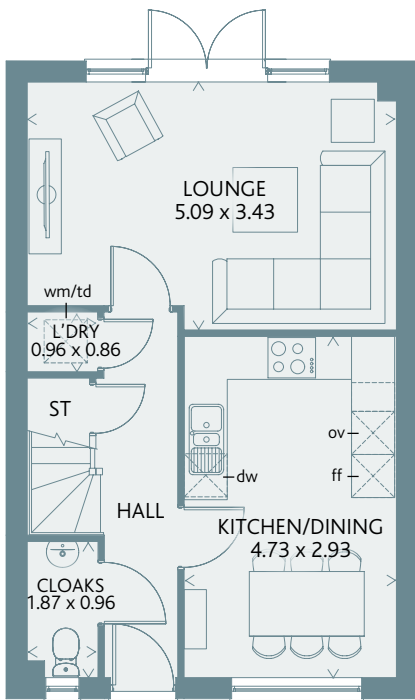 LOUNGE
5.09 x 3.43
wm/td
L'DRY
0.96 x 0.86
ST
ov
dw
ff
HALL
KITCHEN/DINING
4.73 x 2.93
CLOAKS
1.87 x 0.96